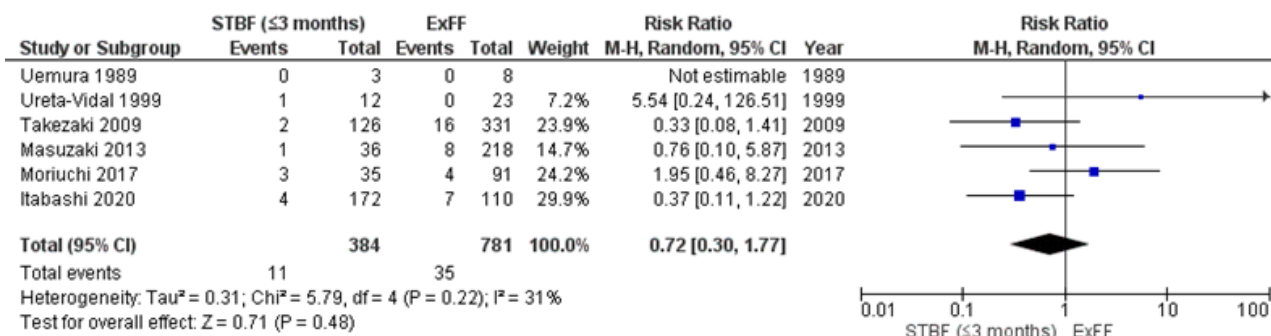 STBF (≤3 months) ExFF Risk Ratio Risk Ratio
Study or Subgroup Events Total Events Total Weight M-H, Random, 95% CI Year M-H, Random, 95% CI
Uemura 1989 0 3 0 8 Not estimable 1989
Ureta-Vidal 1999 1 12 0 23 7.2% 5.54 [0.24, 126.51] 1999
Takezaki 2009 2 126 16 331 23.9% 0.33 [0.08, 1.41] 2009
Masuzaki 2013 1 36 8 218 14.7% 0.76 [0.10, 5.87] 2013
Moriuchi 2017 3 35 4 91 24.2% 1.95 [0.46, 8.27] 2017
Itabashi 2020 4 172 7 110 29.9% 0.37 [0.11, 1.22] 2020
Total (95% CI) 384 781 100.0% 0.72 [0.30, 1.77]
Total events 11 35
Heterogeneity: Tau² = 0.31; Chi² = 5.79, df = 4 (P = 0.22); I² = 31%
Test for overall effect: Z = 0.71 (P = 0.48)
0.01 0.1 1 10 100
STBF (≤3 months) ExFF